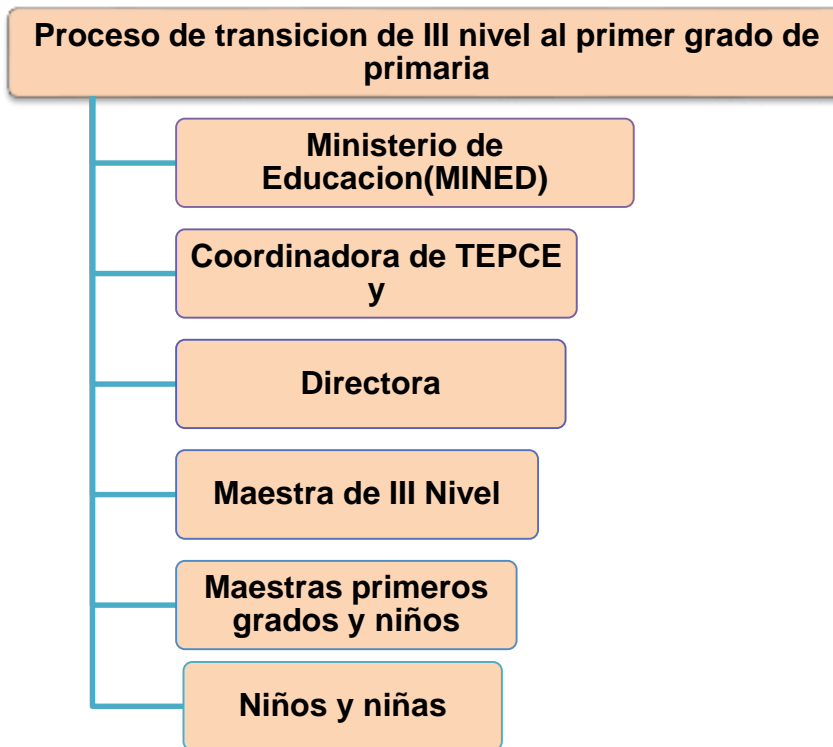 Proceso de transicion de III nivel al primer grado de
primaria
Ministerio de
Educacion(MINED)
Coordinadora de TEPCE
y
Directora
Maestra de III Nivel
Maestras primeros
grados y niños
Niños y niñas